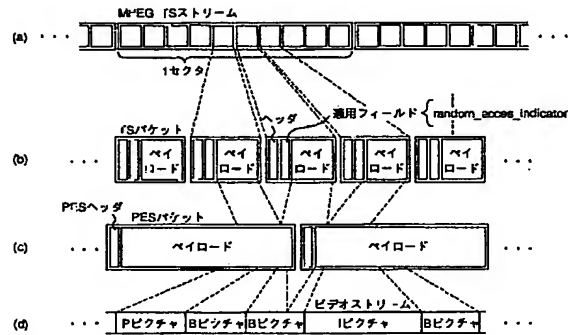 MPEG TSストリーム
(a)
1セクタ
ヘッダ
適用フィールド
random_acces_indicator
TSパケット
(b)
ペイ
ロード
ペイ
ロード
ペイ
ロード
ペイ
ロード
ペイ
ロード
PESヘッダ
PESパケット
(c)
ペイロード
ペイロード
ビデオストリーム
(d)
Pピクチャ
Bピクチャ
Bピクチャ
Iピクチャ
Bピクチャ